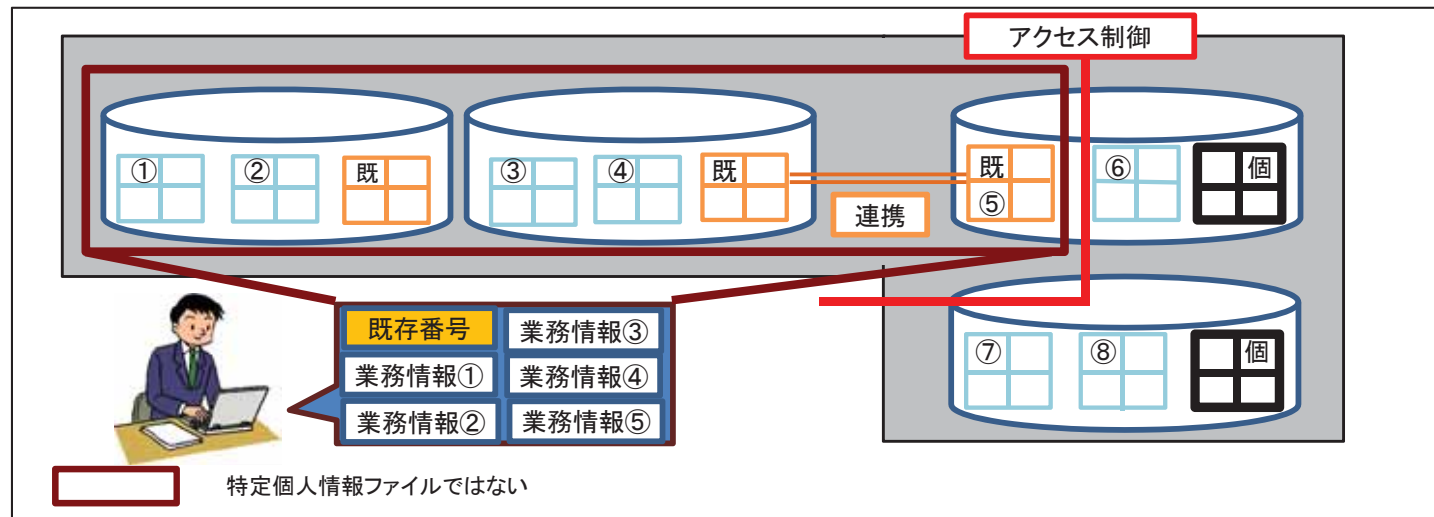 アクセス制御
① ② 既
③ ④ 既
既 ⑥ 個
⑤
連携
⑦ ⑧ 個
既存番号 業務情報③
業務情報① 業務情報④
業務情報② 業務情報⑤
特定個人情報ファイルではない